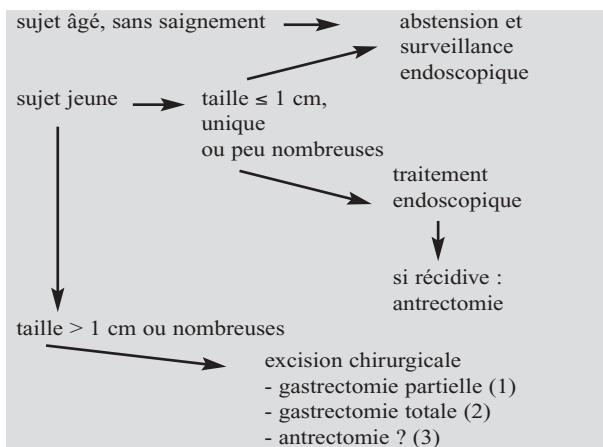 sujet âgé, sans saignement
abstension et
surveillance
endoscopique
sujet jeune
taille ≤ 1 cm,
unique
ou peu nombreuses
traitement
endoscopique
si récidive :
antrectomie
taille > 1 cm ou nombreuses
excision chirurgicale
- gastrectomie partielle (1)
- gastrectomie totale (2)
- antrectomie ? (3)